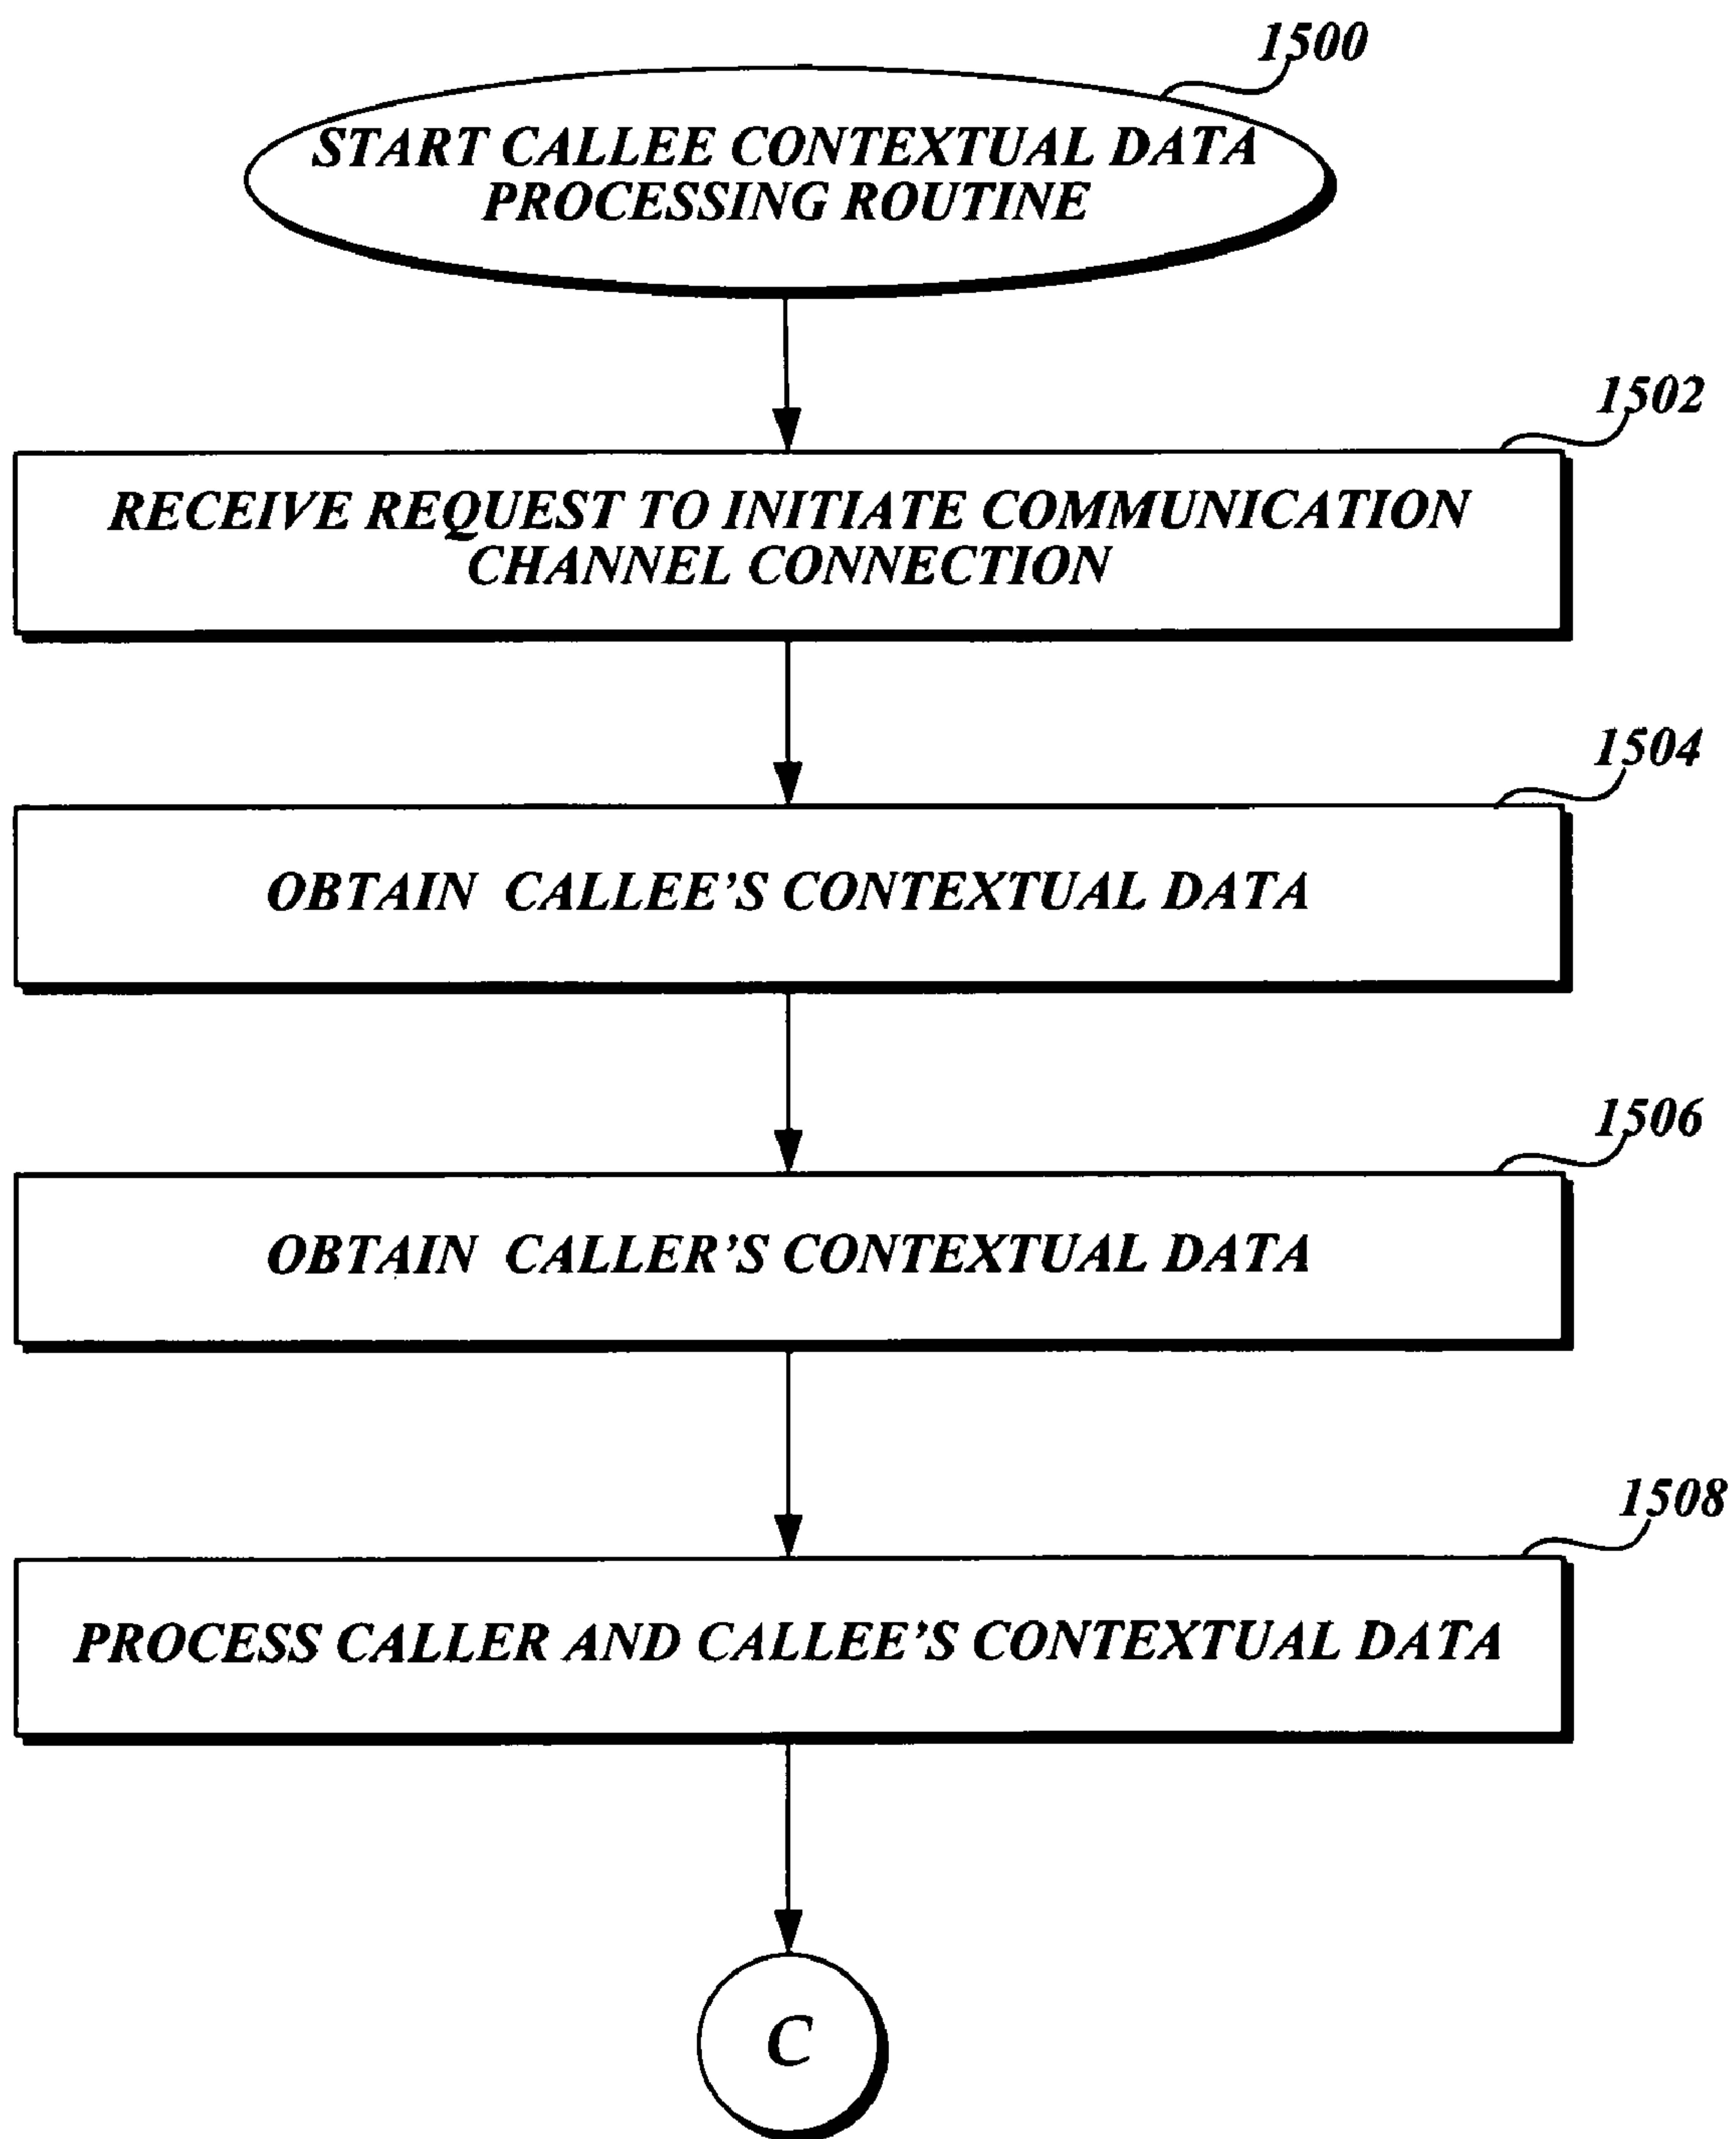 1500
START CALLEE CONTEXTUAL DATA
PROCESSING ROUTINE
1502
RECEIVE REQUEST TO INITIATE COMMUNICATION
CHANNEL CONNECTION
1504
OBTAIN CALLEE'S CONTEXTUAL DATA
1506
OBTAIN CALLER'S CONTEXTUAL DATA
1508
PROCESS CALLER AND CALLEE'S CONTEXTUAL DATA
C